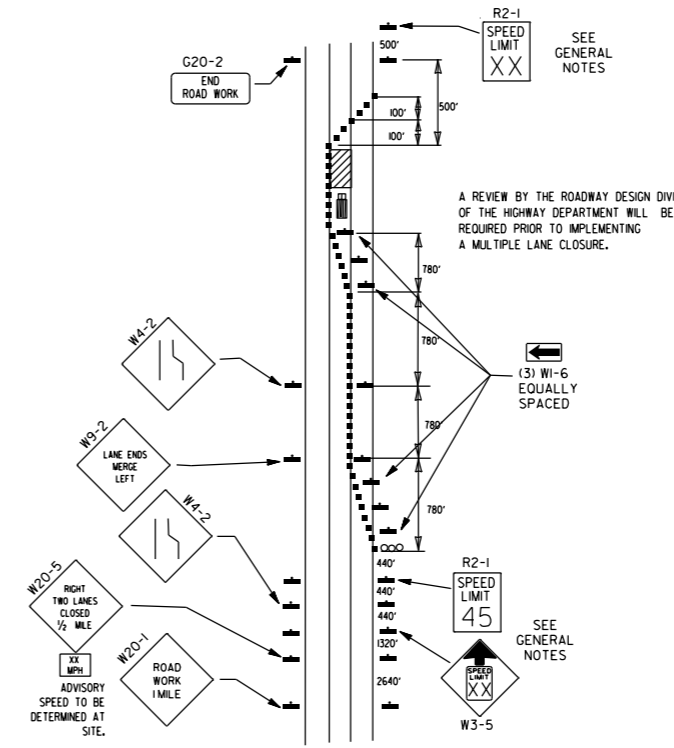 R2-1
SPEED
LIMIT
XX
SEE
GENERAL
NOTES
500'
G20-2
END
ROAD WORK
500'
100'
100'
A REVIEW BY THE ROADWAY DESIGN DIVI
OF THE HIGHWAY DEPARTMENT WILL BE
REQUIRED PRIOR TO IMPLEMENTING
A MULTIPLE LANE CLOSURE.
780'
780'
W4-2
(3) W1-6
EQUALLY
SPACED
780'
W9-2
LANE ENDS
MERGE
LEFT
780'
W4-2
440'
R2-1
SPEED
LIMIT
45
440'
W20-5
RIGHT
TWO LANES
CLOSED
1/2 MILE
XX
MPH
ADVISORY
SPEED TO BE
DETERMINED AT
SITE.
440'
SEE
GENERAL
NOTES
1320'
W20-1
ROAD
WORK
1 MILE
2640'
SPEED
LIMIT
XX
W3-5